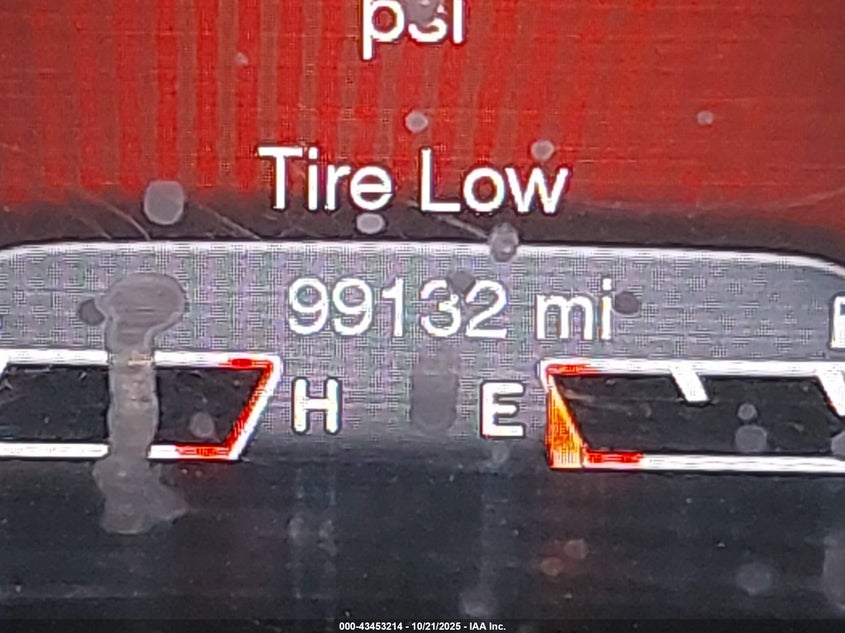 psi
Tire Low
99132 mi
H E
000-43453214 - 10/21/2025 - IAA Inc.